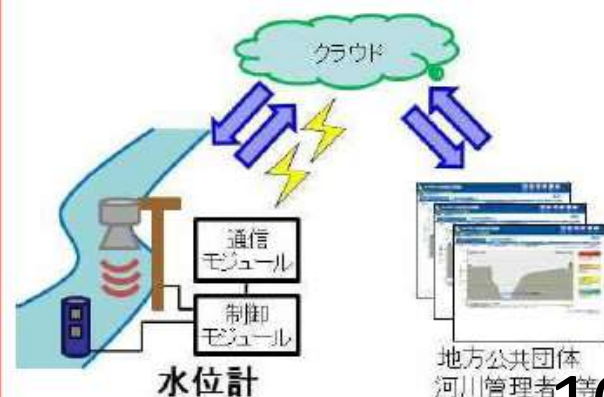 クラウド
通信
モジュール
制御
モジュール
水位計
地方公共団体
河川管理者 等